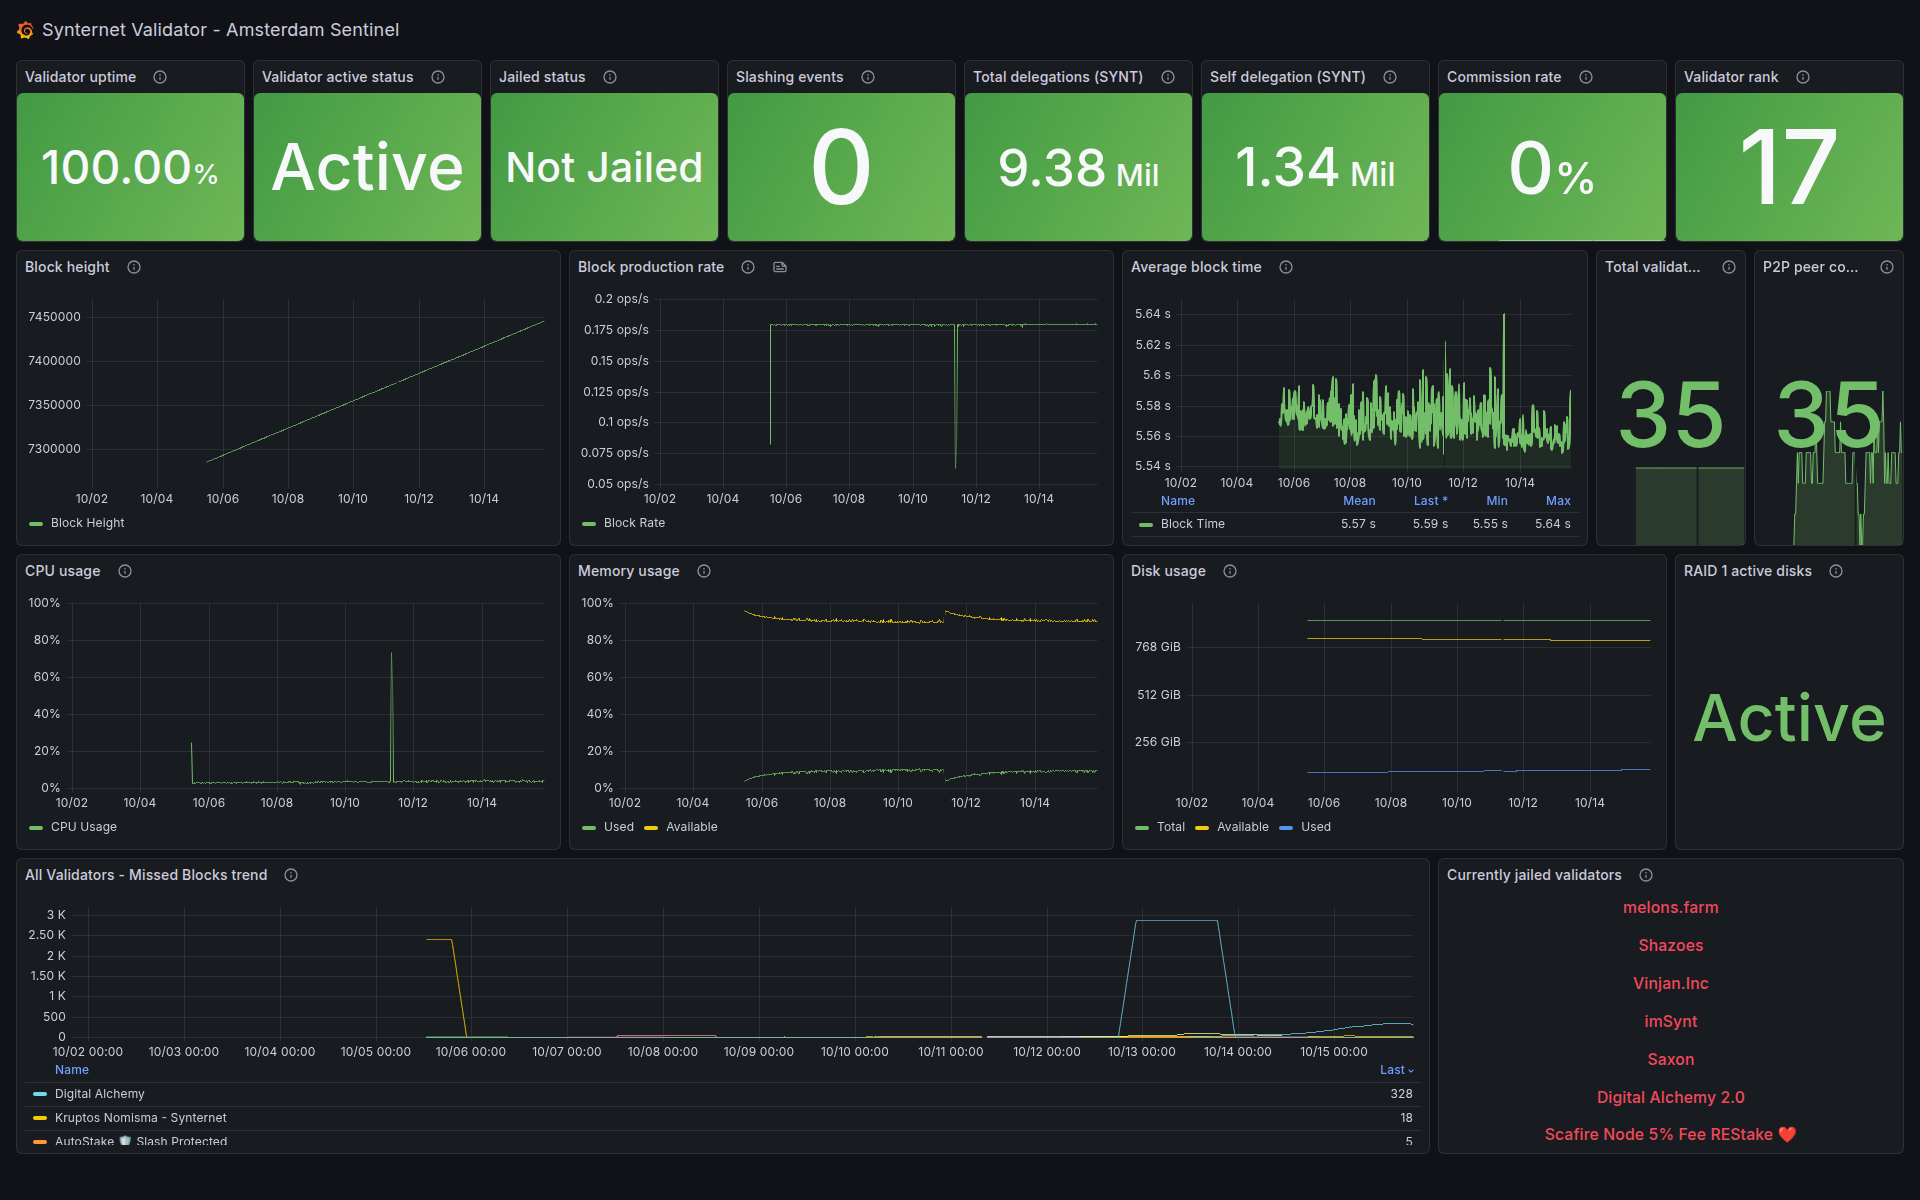 Synternet Validator - Amsterdam Sentinel
Validator uptime
100.00%
Validator active status
Active
Jailed status
Not Jailed
Slashing events
0
Total delegations (SYNT)
9.38 Mil
Self delegation (SYNT)
1.34 Mil
Commission rate
0%
Validator rank
17
Block height
7450000
7400000
7350000
7300000
10/02 10/04 10/06 10/08 10/10 10/12 10/14
Block Height
Block production rate
0.2 ops/s
0.175 ops/s
0.15 ops/s
0.125 ops/s
0.1 ops/s
0.075 ops/s
0.05 ops/s
10/02 10/04 10/06 10/08 10/10 10/12 10/14
Block Rate
Average block time
5.64 s
5.62 s
5.6 s
5.58 s
5.56 s
5.54 s
10/02 10/04 10/06 10/08 10/10 10/12 10/14
Name Mean Last * Min Max
Block Time 5.57 s 5.59 s 5.55 s 5.64 s
Total validat...
35
P2P peer co...
35
CPU usage
100%
80%
60%
40%
20%
0%
10/02 10/04 10/06 10/08 10/10 10/12 10/14
CPU Usage
Memory usage
100%
80%
60%
40%
20%
0%
10/02 10/04 10/06 10/08 10/10 10/12 10/14
Used Available
Disk usage
768 GiB
512 GiB
256 GiB
10/02 10/04 10/06 10/08 10/10 10/12 10/14
Total Available Used
RAID 1 active disks
Active
All Validators - Missed Blocks trend
3 K
2.50 K
2 K
1.50 K
1 K
500
0
10/02 00:00 10/03 00:00 10/04 00:00 10/05 00:00 10/06 00:00 10/07 00:00 10/08 00:00 10/09 00:00 10/10 00:00 10/11 00:00 10/12 00:00 10/13 00:00 10/14 00:00 10/15 00:00
Name Last
Digital Alchemy 328
Kruptos Nomisma - Synternet 18
AutoStake 🛡️ Slash Protected 5
Currently jailed validators
melons.farm
Shazoes
Vinjan.Inc
imSynt
Saxon
Digital Alchemy 2.0
Scafire Node 5% Fee REStake ❤️